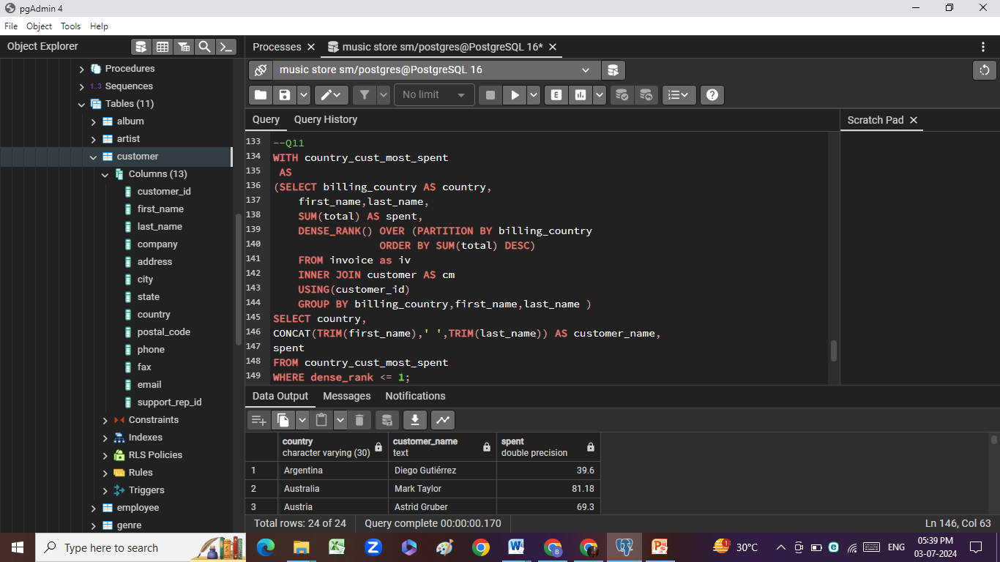 pgAdmin 4
File Object Tools Help
Object Explorer
Processes
music store sm/postgres@PostgreSQL 16*
music store sm/postgres@PostgreSQL 16
No limit
E
Query Query History
Scratch Pad
Procedures
1..3 Sequences
Tables (11)
album
artist
customer
Columns (13)
customer_id
first_name
last_name
company
address
city
state
country
postal_code
phone
fax
email
support_rep_id
Constraints
Indexes
RLS Policies
Rules
Triggers
employee
genre
133 --Q11
134 WITH country_cust_most_spent
135 AS
136 (SELECT billing_country AS country,
137 first_name,last_name,
138 SUM(total) AS spent,
139 DENSE_RANK() OVER (PARTITION BY billing_country
140 ORDER BY SUM(total) DESC)
141 FROM invoice as iv
142 INNER JOIN customer AS cm
143 USING(customer_id)
144 GROUP BY billing_country,first_name,last_name )
145 SELECT country,
146 CONCAT(TRIM(first_name),' ',TRIM(last_name)) AS customer_name,
147 spent
148 FROM country_cust_most_spent
149 WHERE dense_rank <= 1;
Data Output Messages Notifications
country customer_name spent
character varying (30) text double precision
1 Argentina Diego Gutiérrez 39.6
2 Australia Mark Taylor 81.18
3 Austria Astrid Gruber 69.3
Total rows: 24 of 24 Query complete 00:00:00.170 Ln 146, Col 63
Type here to search
30°C
ENG
05:39 PM
03-07-2024